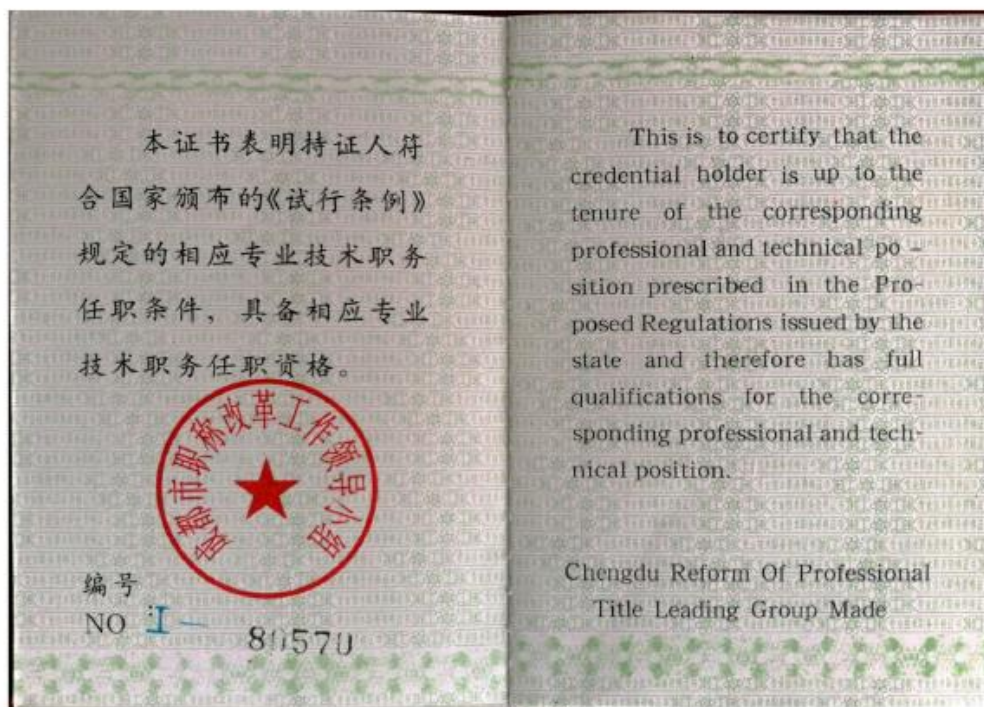 本证书表明持证人符
合国家颁布的《试行条例》
规定的相应专业技术职务
任职条件，具备相应专业
技术职务任职资格。
成都市职称改革工作领导小组
编号
NO :I— 80570
This is to certify that the
credential holder is up to the
tenure of the corresponding
professional and technical po -
sition prescribed in the Pro-
posed Regulations issued by the
state and therefore has full
qualifications for the corre-
sponding professional and tech-
nical position.
Chengdu Reform Of Professional
Title Leading Group Made